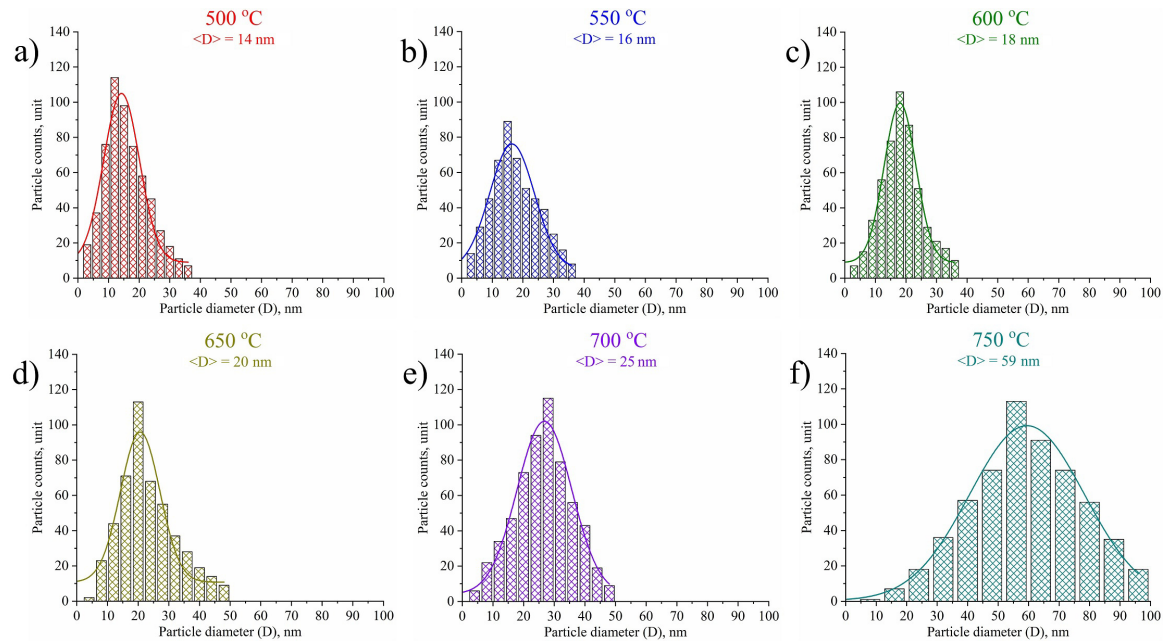 a)
500 °C
<D> = 14 nm
Particle counts, unit
140
120
100
80
60
40
20
0
0 10 20 30 40 50 60 70 80 90 100
Particle diameter (D), nm
b)
550 °C
<D> = 16 nm
Particle counts, unit
140
120
100
80
60
40
20
0
0 10 20 30 40 50 60 70 80 90 100
Particle diameter (D), nm
c)
600 °C
<D> = 18 nm
Particle counts, unit
140
120
100
80
60
40
20
0
0 10 20 30 40 50 60 70 80 90 100
Particle diameter (D), nm
d)
650 °C
<D> = 20 nm
Particle counts, unit
140
120
100
80
60
40
20
0
0 10 20 30 40 50 60 70 80 90 100
Particle diameter (D), nm
e)
700 °C
<D> = 25 nm
Particle counts, unit
140
120
100
80
60
40
20
0
0 10 20 30 40 50 60 70 80 90 100
Particle diameter (D), nm
f)
750 °C
<D> = 59 nm
Particle counts, unit
140
120
100
80
60
40
20
0
0 10 20 30 40 50 60 70 80 90 100
Particle diameter (D), nm